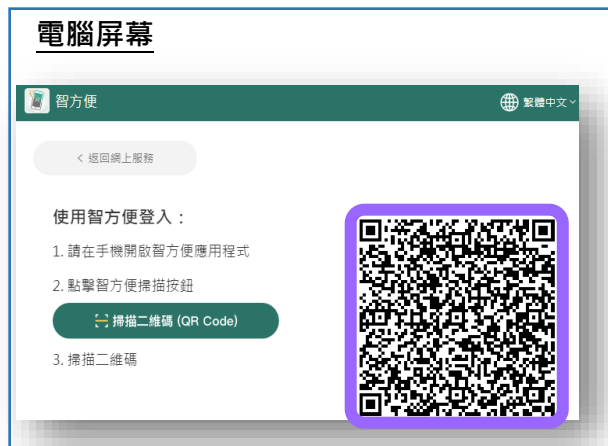 電腦屏幕
智方便
繁體中文
< 返回網上服務
使用智方便登入：
1. 請在手機開啟智方便應用程式
2. 點擊智方便掃描按鈕
掃描二維碼 (QR Code)
3. 掃描二維碼